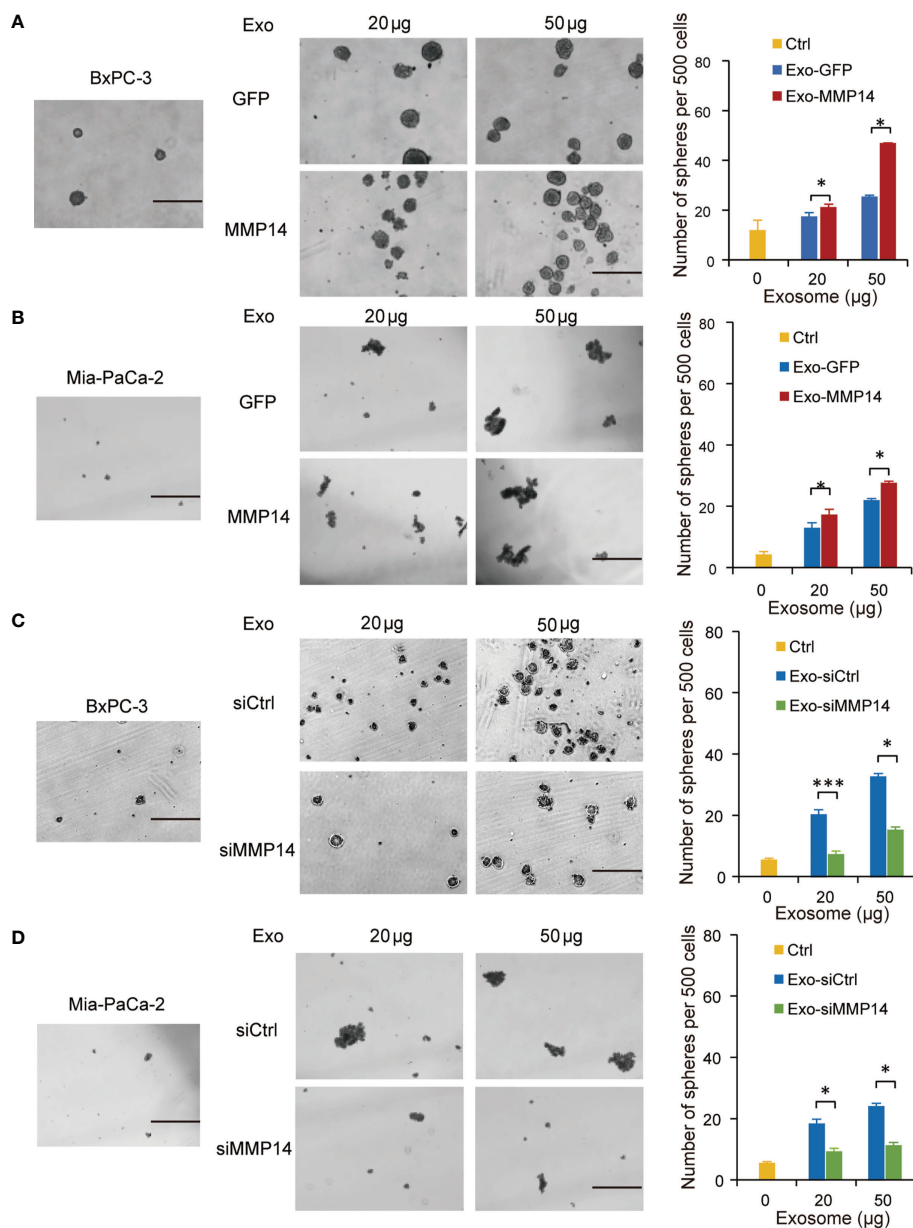 A
Exo
20 µg
50 µg
BxPC-3
GFP
MMP14
Number of spheres per 500 cells
80
60
40
20
0
Ctrl
Exo-GFP
Exo-MMP14
*
*
0
20
50
Exosome (µg)
B
Exo
20 µg
50 µg
Mia-PaCa-2
GFP
MMP14
Number of spheres per 500 cells
80
60
40
20
0
Ctrl
Exo-GFP
Exo-MMP14
*
*
0
20
50
Exosome (µg)
C
Exo
20 µg
50 µg
BxPC-3
siCtrl
siMMP14
Number of spheres per 500 cells
80
60
40
20
0
Ctrl
Exo-siCtrl
Exo-siMMP14
***
*
0
20
50
Exosome (µg)
D
Exo
20 µg
50 µg
Mia-PaCa-2
siCtrl
siMMP14
Number of spheres per 500 cells
80
60
40
20
0
Ctrl
Exo-siCtrl
Exo-siMMP14
*
*
0
20
50
Exosome (µg)